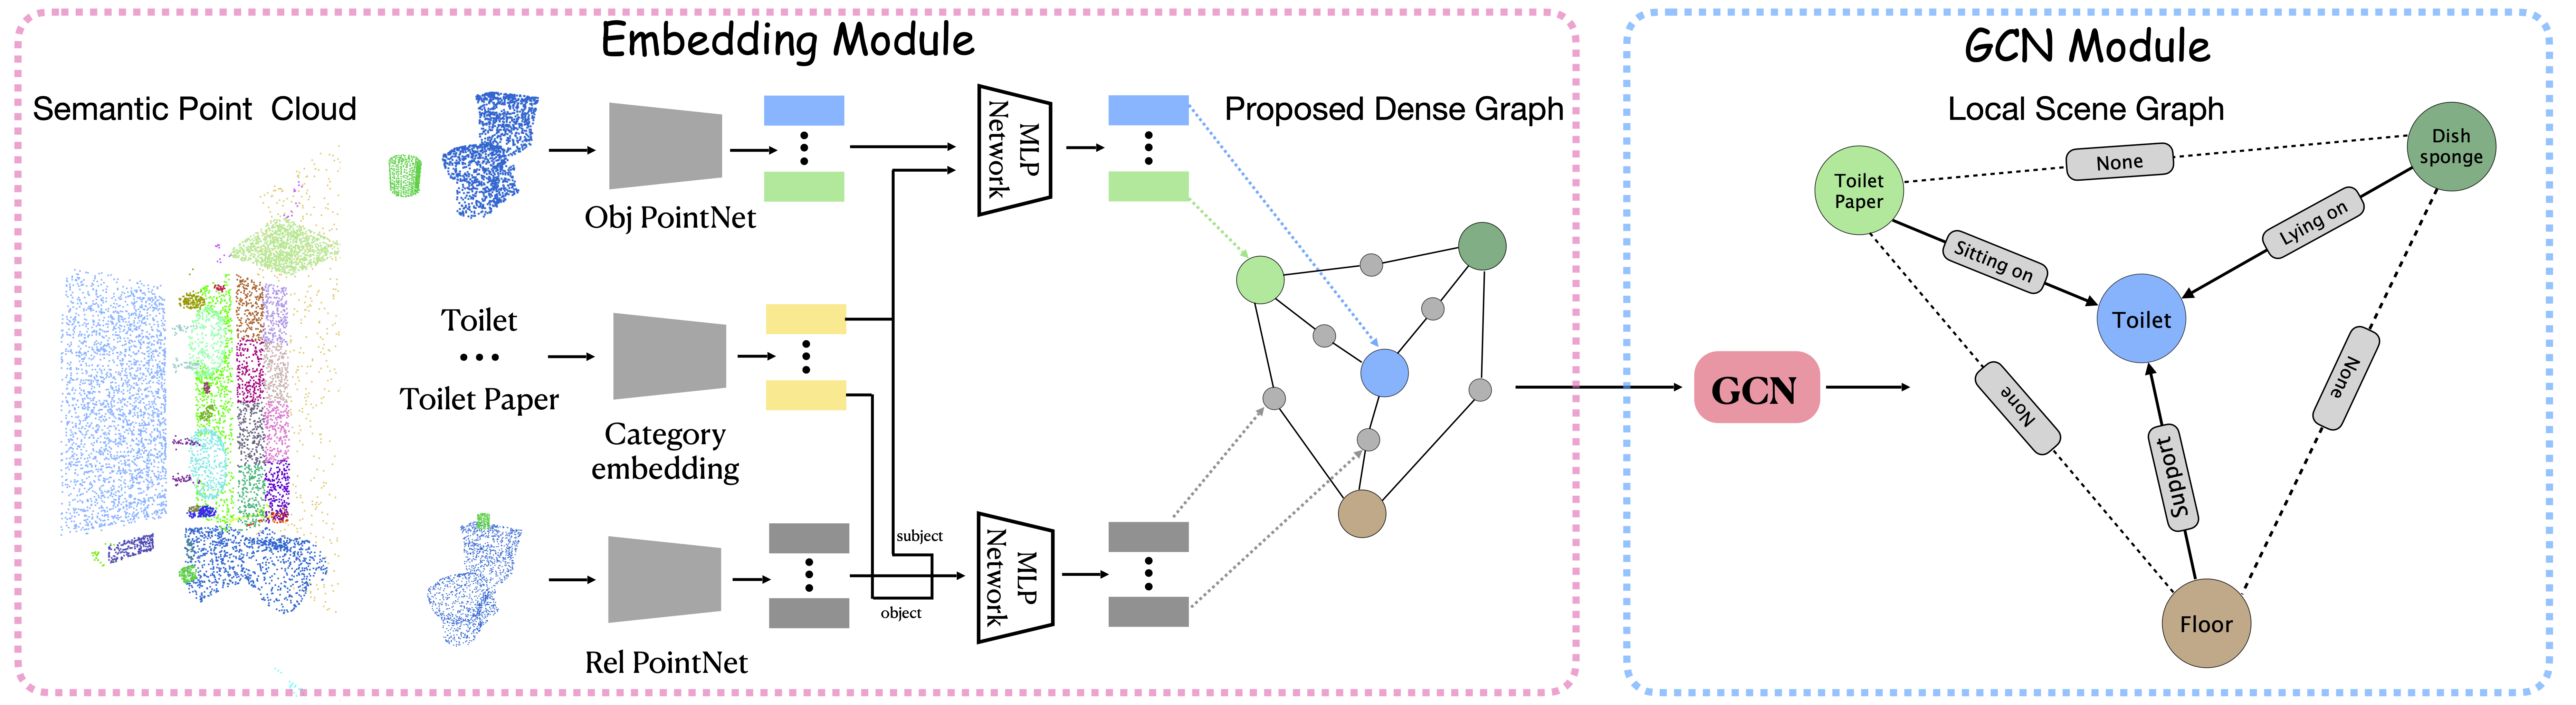 Embedding Module
Semantic Point Cloud
Obj PointNet
MLP
Network
Proposed Dense Graph
Toilet
Toilet Paper
Category
embedding
subject
object
Rel PointNet
MLP
Network
GCN Module
Local Scene Graph
GCN
Toilet
Paper
None
Dish
sponge
Sitting on
Lying on
Toilet
None
None
Support
Floor